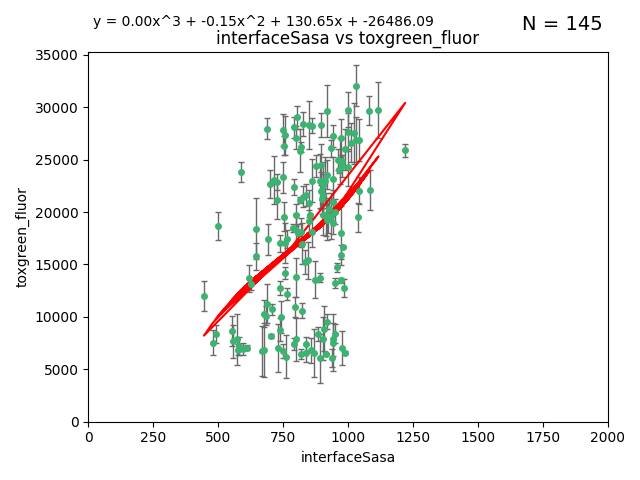 y = 0.00x^3 + -0.15x^2 + 130.65x + -26486.09
N = 145
interfaceSasa vs toxgreen_fluor
35000
30000
25000
20000
15000
10000
5000
0
toxgreen_fluor
0 250 500 750 1000 1250 1500 1750 2000
interfaceSasa